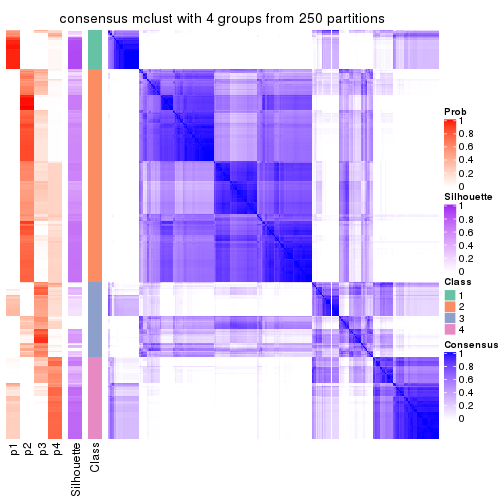 consensus mclust with 4 groups from 250 partitions
Prob
1
0.8
0.6
0.4
0.2
0
Silhouette
1
0.8
0.6
0.4
0.2
0
Class
1
2
3
4
Consensus
1
0.8
0.6
0.4
0.2
0
p1
p2
p3
p4
Silhouette
Class